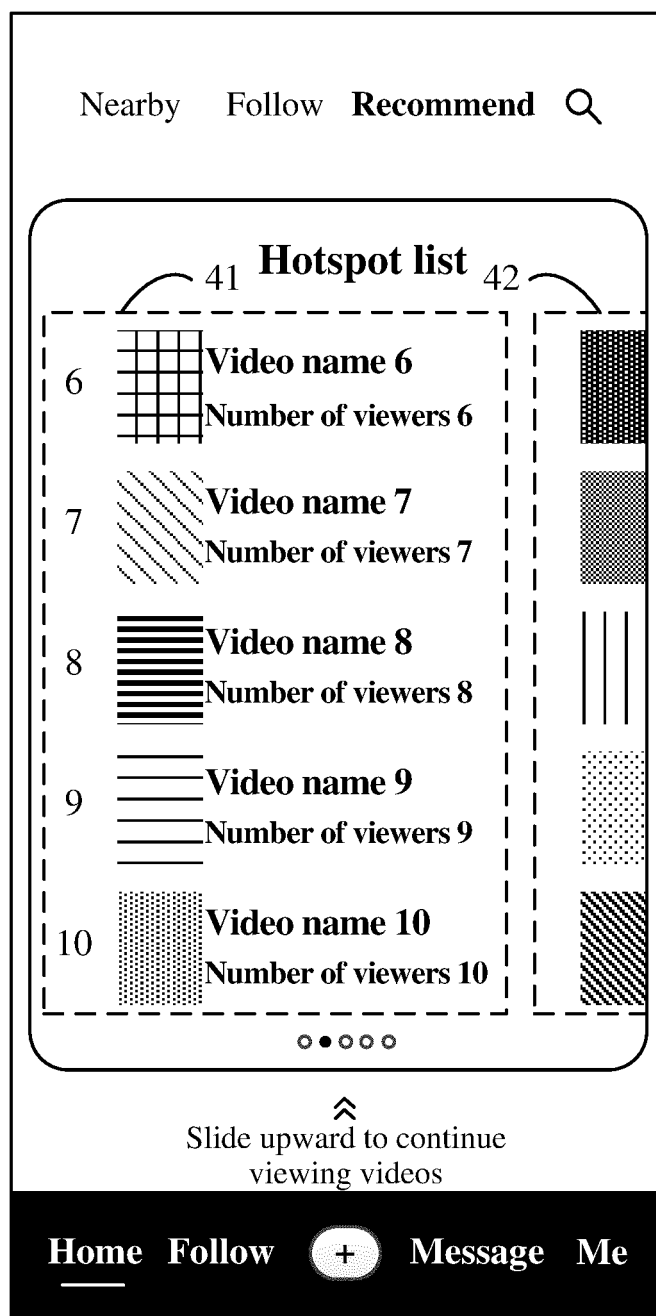 Nearby Follow Recommend
Hotspot list
41 42
6 Video name 6
Number of viewers 6
7 Video name 7
Number of viewers 7
8 Video name 8
Number of viewers 8
9 Video name 9
Number of viewers 9
10 Video name 10
Number of viewers 10
Slide upward to continue
viewing videos
Home Follow + Message Me